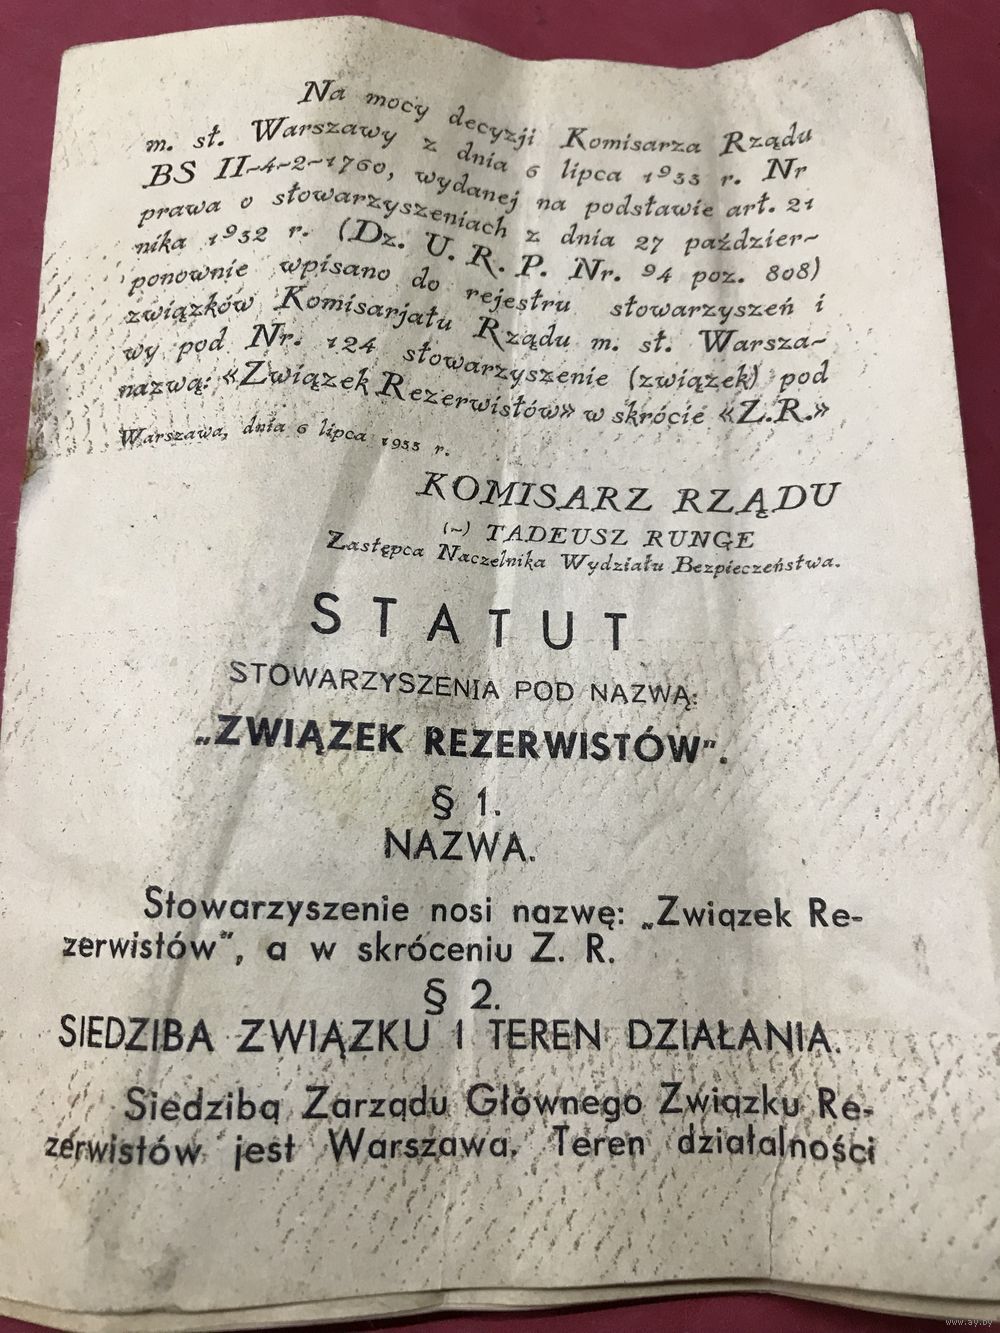 Na mocy decyzji Komisarza Rządu
m. st. Warszawy z dnia 6 lipca 1933 r. Nr
BS II-4-2-1760, wydanej na podstawie art. 21
prawa o stowarzyszeniach z dnia 27 paździer-
nika 1932 r. (Dz. U. R. P. Nr. 94 poz. 808)
ponownie wpisano do rejestru stowarzyszeń i
związków Komisarjatu Rządu m. st. Warsza-
wy pod Nr. 124 stowarzyszenie (związek) pod
nazwą: «Związek Rezerwistów» w skrócie «Z.R.»
Warszawa, dnia 6 lipca 1933 r.
KOMISARZ RZĄDU
(-) TADEUSZ RUNGE
Zastępca Naczelnika Wydziału Bezpieczeństwa.
STATUT
STOWARZYSZENIA POD NAZWĄ:
„ZWIĄZEK REZERWISTÓW".
§ 1.
NAZWA.
Stowarzyszenie nosi nazwę: „Związek Re-
zerwistów", a w skróceniu Z. R.
§ 2.
SIEDZIBA ZWIĄZKU I TEREN DZIAŁANIA.
Siedzibą Zarządu Głównego Związku Re-
zerwistów jest Warszawa. Teren działalności
www.ay.by